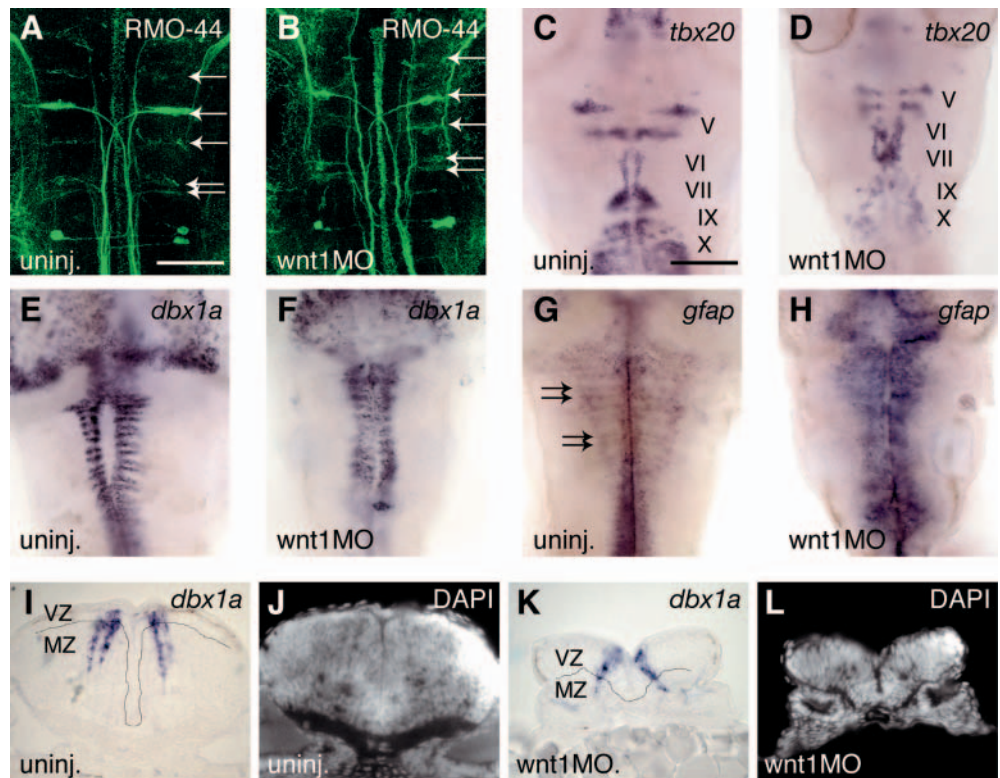 A RMO-44
uninj.
B RMO-44
wnt1MO
C tbx20
V
VI
VII
IX
X
uninj.
D tbx20
V
VI
VII
IX
X
wnt1MO
E dbx1a
uninj.
F dbx1a
wnt1MO
G gfap
uninj.
H gfap
wnt1MO
I dbx1a
VZ
MZ
uninj.
J DAPI
uninj.
K dbx1a
VZ
MZ
wnt1MO.
L DAPI
wnt1MO